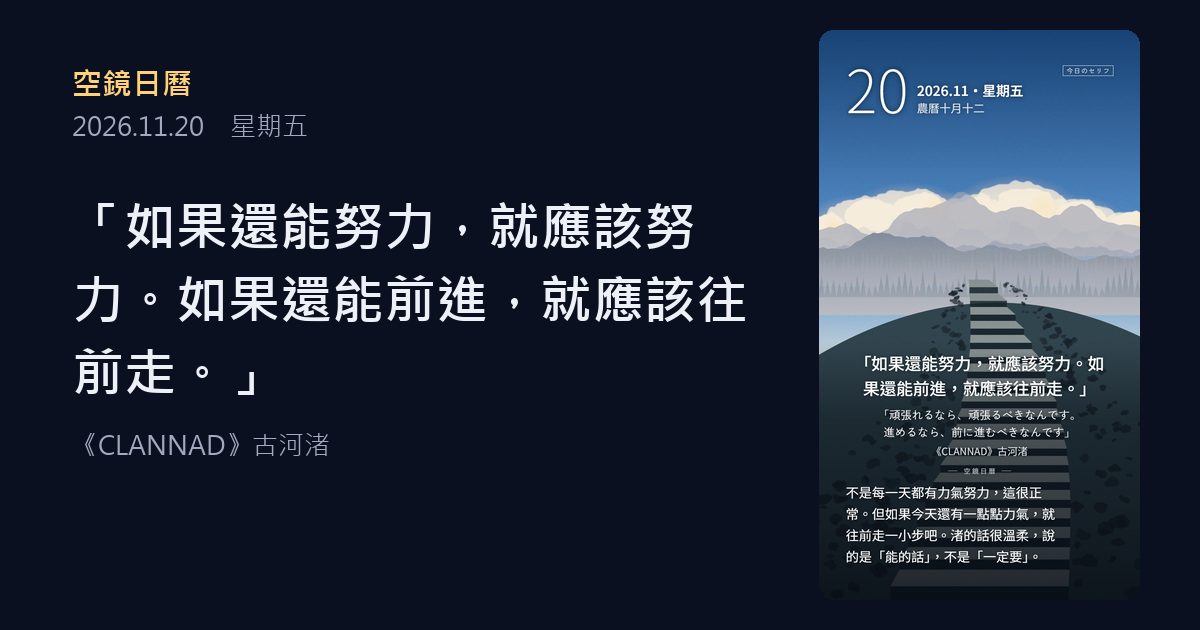 空鏡日曆
2026.11.20 星期五
「如果還能努力，就應該努
力。如果還能前進，就應該往
前走。」
《CLANNAD》古河渚
20
2026.11・星期五
農曆十月十二
今日のセリフ
「如果還能努力，就應該努力。如
果還能前進，就應該往前走。」
「頑張れるなら、頑張るべきなんです。
進めるなら、前に進むべきなんです」
《CLANNAD》古河渚
空鏡日曆
不是每一天都有力氣努力，這很正
常。但如果今天還有一點點力氣，就
往前走一小步吧。渚的話很溫柔，說
的是「能的話」，不是「一定要」。